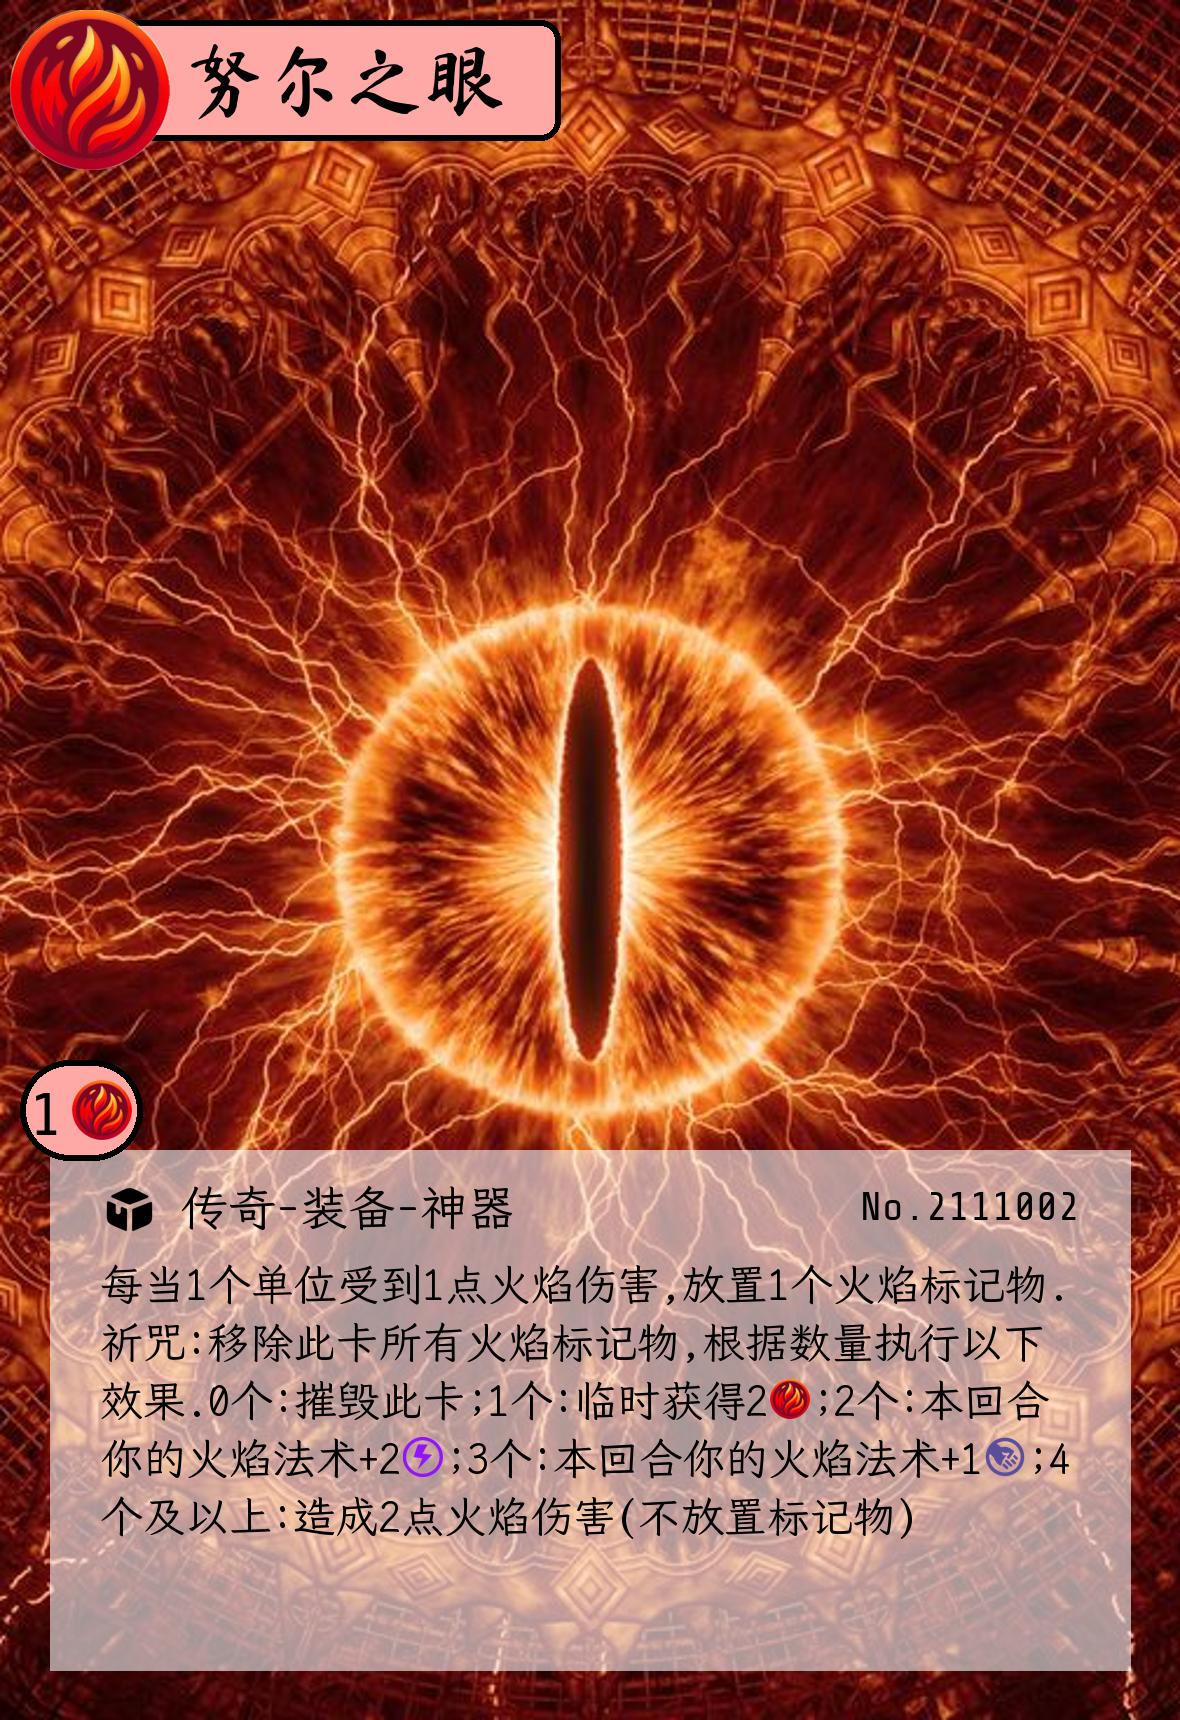 努尔之眼
1
传奇-装备-神器
No.2111002
每当1个单位受到1点火焰伤害,放置1个火焰标记物.
祈咒:移除此卡所有火焰标记物,根据数量执行以下
效果.0个:摧毁此卡;1个:临时获得2;2个:本回合
你的火焰法术+2;3个:本回合你的火焰法术+1;4
个及以上:造成2点火焰伤害(不放置标记物)